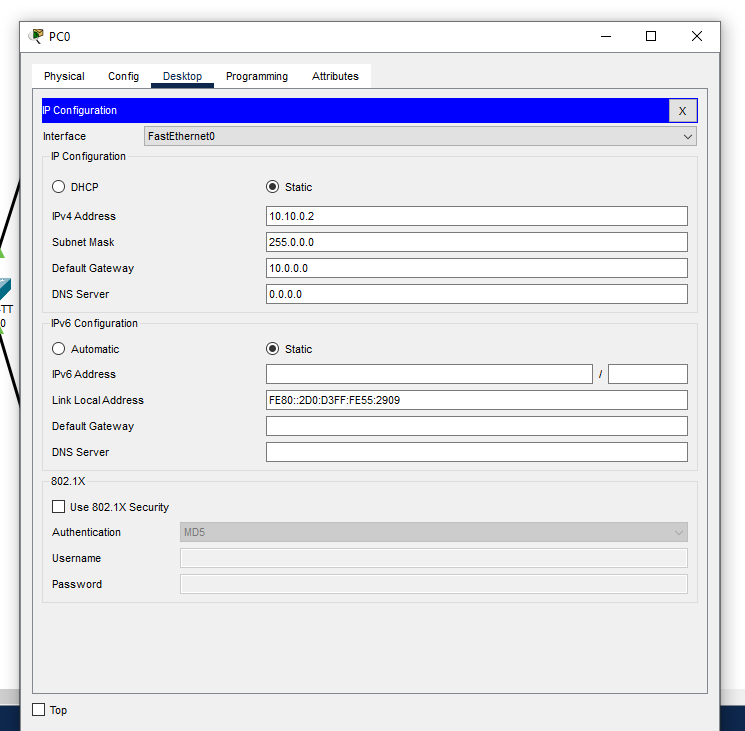 PC0
Physical Config Desktop Programming Attributes
IP Configuration X
Interface FastEthernet0
IP Configuration
DHCP Static
IPv4 Address 10.10.0.2
Subnet Mask 255.0.0.0
Default Gateway 10.0.0.0
DNS Server 0.0.0.0
IPv6 Configuration
Automatic Static
IPv6 Address /
Link Local Address FE80::2D0:D3FF:FE55:2909
Default Gateway
DNS Server
802.1X
Use 802.1X Security
Authentication MD5
Username
Password
Top
-TT
0